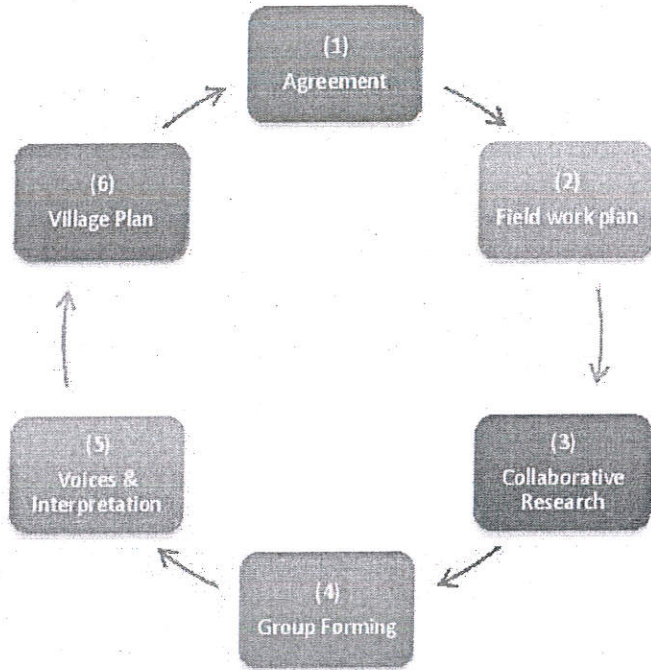 (1)
Agreement
(2)
Field work plan
(3)
Collaborative
Research
(4)
Group Forming
(5)
Voices &
Interpretation
(6)
Village Plan